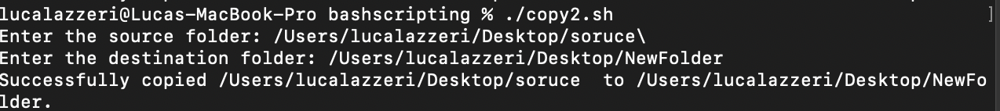 lucalazzeri@Lucas-MacBook-Pro bashscripting % ./copy2.sh ]
Enter the source folder: /Users/lucalazzeri/Desktop/soruce\
Enter the destination folder: /Users/lucalazzeri/Desktop/NewFolder
Successfully copied /Users/lucalazzeri/Desktop/soruce  to /Users/lucalazzeri/Desktop/NewFo
lder.